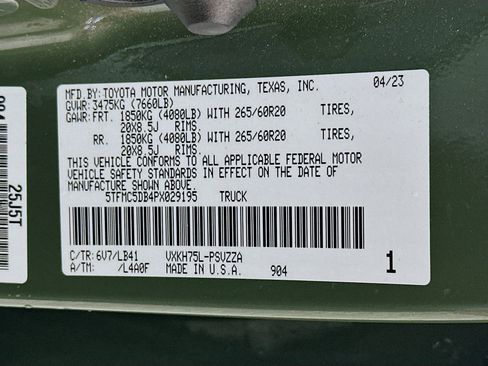 MFD.BY:TOYOTA MOTOR MANUFACTURING, TEXAS, INC. 04/23
GVWR: 3475KG (7660LB)
GAWR:FRT. 1850KG (4080LB) WITH 265/60R20 TIRES,
20X8.5J RIMS.
RR. 1850KG (4080LB) WITH 265/60R20 TIRES,
20X8.5J RIMS.
THIS VEHICLE CONFORMS TO ALL APPLICABLE FEDERAL MOTOR
VEHICLE SAFETY STANDARDS IN EFFECT ON THE DATE OF
MANUFACTURE SHOWN ABOVE.
5TFMC5DB4PX029195 TRUCK
C/TR: 6V7/LB41 VXKH75L-PSVZZA
A/TM: /L4A0F MADE IN U.S.A. 904 1
25J5T